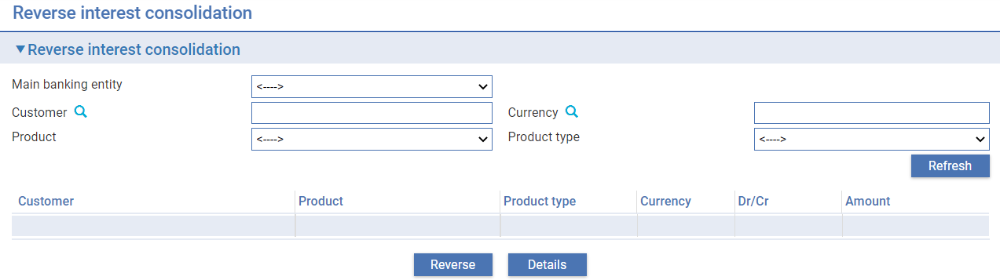 Reverse interest consolidation
Reverse interest consolidation
Main banking entity <---->
Customer Currency
Product <----> Product type <---->
Refresh
Customer Product Product type Currency Dr/Cr Amount
Reverse Details